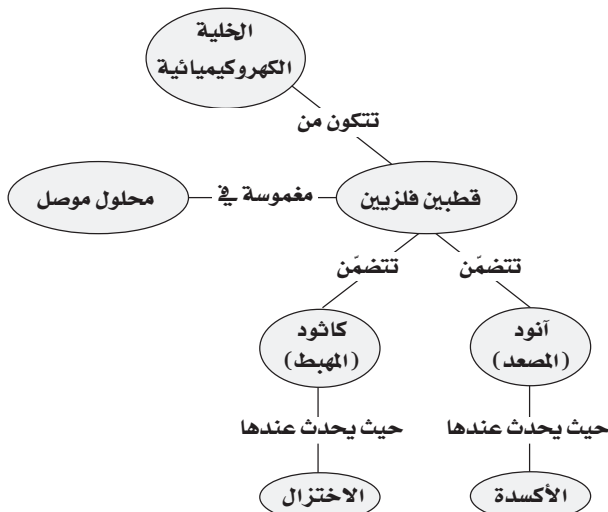 الخلية
الكهروكيميائية
تتكون من
قطبين فلزيين
مغموسة في
محلول موصل
تتضمّن
تتضمّن
آنود
(المصعد)
كاثود
(المهبط)
حيث يحدث عندها
حيث يحدث عندها
الأكسدة
الاختزال